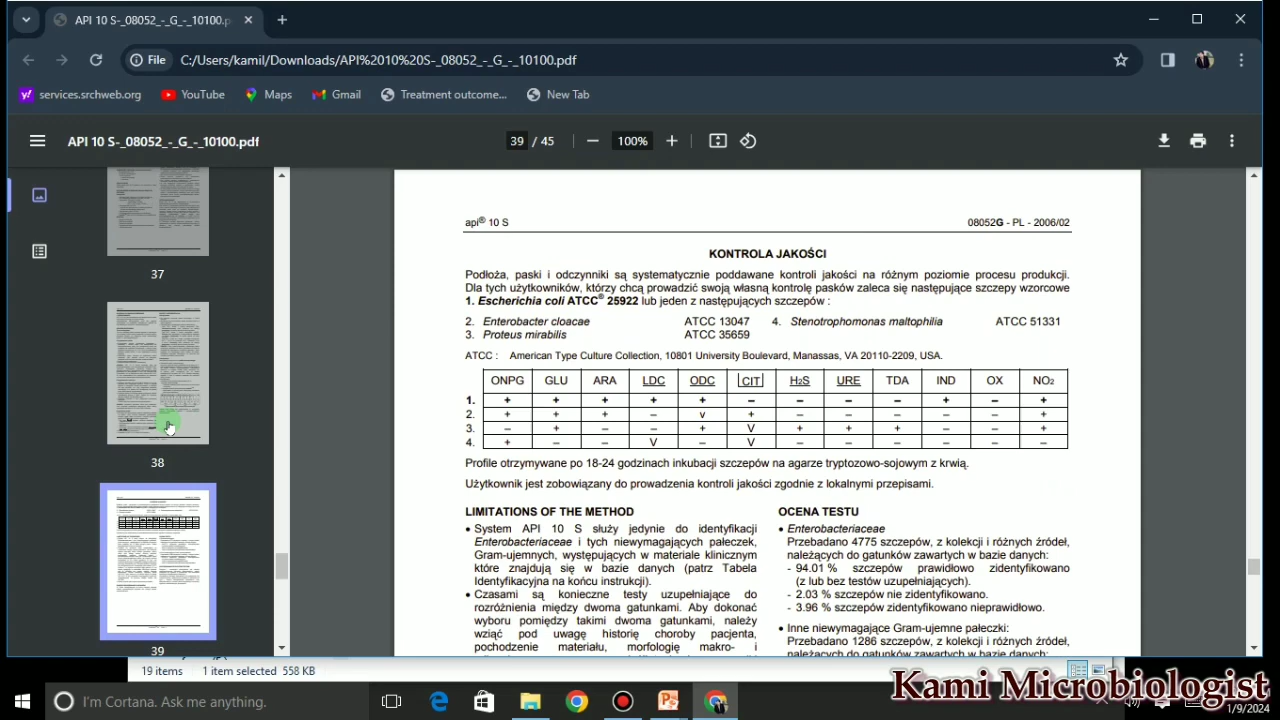 API 10 S-_08052_-_G_-_10100.p
File
C:/Users/kamil/Downloads/API%2010%20S-_08052_-_G_-_10100.pdf
services.srchweb.org
YouTube
Maps
Gmail
Treatment outcome...
New Tab
API 10 S-_08052_-_G_-_10100.pdf
39 / 45
100%
37
38
39
api® 10 S
08052G - PL - 2006/02
KONTROLA JAKOŚCI
Podłoża, paski i odczynniki są systematycznie poddawane kontroli jakości na różnym poziomie procesu produkcji.
Dla tych użytkowników, którzy chcą prowadzić swoją własną kontrolę pasków zaleca się następujące szczepy wzorcowe
1. Escherichia coli ATCC® 25922 lub jeden z następujących szczepów :
2. Enterobacter cloacae ATCC 13047 4. Stenotrophomonas maltophilia ATCC 51331
3. Proteus mirabilis ATCC 35659
ATCC : American Type Culture Collection, 10801 University Boulevard, Manassas, VA 20110-2209, USA.
ONPG GLU ARA LDC ODC |CIT| H2S URE TDA IND OX NO2
1. + + + + + – – – – + – +
2. + + + – v + – – – – – +
3. – + – – + V + + + – – +
4. + – – V – V – – – – – –
Profile otrzymywane po 18-24 godzinach inkubacji szczepów na agarze tryptozowo-sojowym z krwią.
Użytkownik jest zobowiązany do prowadzenia kontroli jakości zgodnie z lokalnymi przepisami.
LIMITATIONS OF THE METHOD
• System API 10 S służy jedynie do identyfikacji
Enterobacteriaceae i tych niewymagających pałeczek,
Gram-ujemnych, występujących w materiale klinicznym
które znajdują się w bazie danych (patrz Tabela
Identyfikacyjna na końcu instrukcji).
• Czasami są konieczne testy uzupełniające do
rozróżnienia między dwoma gatunkami. Aby dokonać
wyboru pomiędzy takimi dwoma gatunkami, należy
wziąć pod uwagę historię choroby pacjenta,
pochodzenie materiału, morfologię makro- i
OCENA TESTU
• Enterobacteriaceae
Przebadano 4775 szczepów, z kolekcji i różnych źródeł,
należących do gatunków zawartych w bazie danych:
- 94.01 % szczepów prawidłowo zidentyfikowano
(z lub bez testów uzupełniających).
- 2.03 % szczepów nie zidentyfikowano.
- 3.96 % szczepów zidentyfikowano nieprawidłowo.
• Inne niewymagające Gram-ujemne pałeczki:
Przebadano 1286 szczepów, z kolekcji i różnych źródeł,
należących do gatunków zawartych w bazie danych:
19 items
1 item selected 558 KB
Kami Microbiologist
I'm Cortana. Ask me anything.
1/9/2024